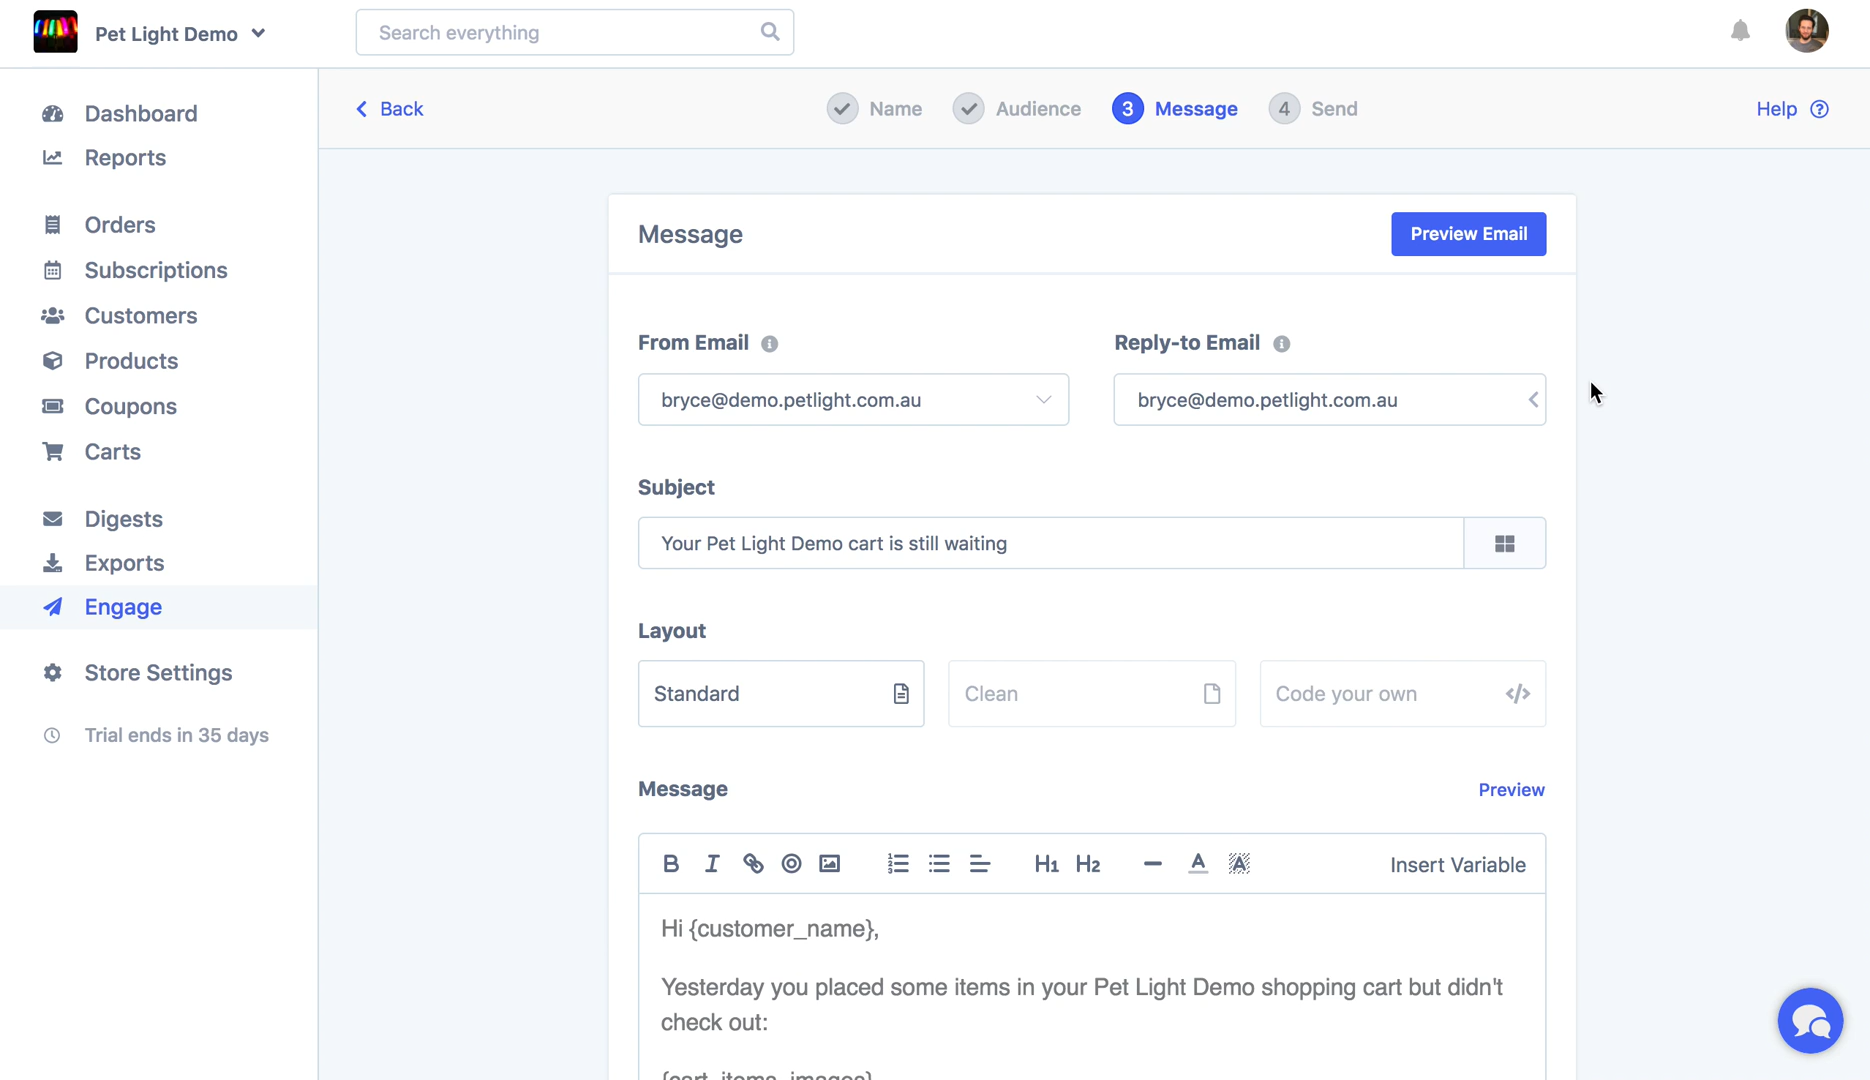 Pet Light Demo
Search everything
Dashboard
Reports
Orders
Subscriptions
Customers
Products
Coupons
Carts
Digests
Exports
Engage
Store Settings
Trial ends in 35 days
Back
Name
Audience
3 Message
4 Send
Help
Message
Preview Email
From Email
Reply-to Email
bryce@demo.petlight.com.au
bryce@demo.petlight.com.au
Subject
Your Pet Light Demo cart is still waiting
Layout
Standard
Clean
Code your own
Message
Preview
B I H1 H2 A A Insert Variable
Hi {customer_name},
Yesterday you placed some items in your Pet Light Demo shopping cart but didn't
check out:
{cart_items_images}